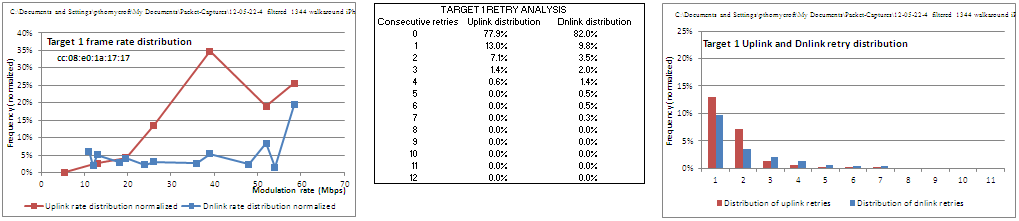 C:\Documents and Settings\pthornycroft\My Documents\Packet-Captures\12-05-22-4 filtered 1344 walkaround iPh
Target 1 frame rate distribution
cc:08:e0:1a:17:17
Frequency (normalized)
40%
35%
30%
25%
20%
15%
10%
5%
0%
0 10 20 30 40 50 60 70
Modulation rate (Mbps)
Uplink rate distribution normalized Dnlink rate distribution normalized
TARGET 1 RETRY ANALYSIS
Consecutive retries Uplink distribution Dnlink distribution
0 77.9% 82.0%
1 13.0% 9.8%
2 7.1% 3.5%
3 1.4% 2.0%
4 0.6% 1.4%
5 0.0% 0.5%
6 0.0% 0.5%
7 0.0% 0.3%
8 0.0% 0.0%
9 0.0% 0.0%
10 0.0% 0.0%
11 0.0% 0.0%
12 0.0% 0.0%
C:\Documents and Settings\pthornycroft\My Documents\Packet-Captures\12-05-22-4 filtered 1344 walkaround iPh
Target 1 Uplink and Dnlink retry distribution
Frequency (normalized)
25%
20%
15%
10%
5%
0%
1 2 3 4 5 6 7 8 9 10 11
Distribution of uplink retries Distribution of dnlink retries